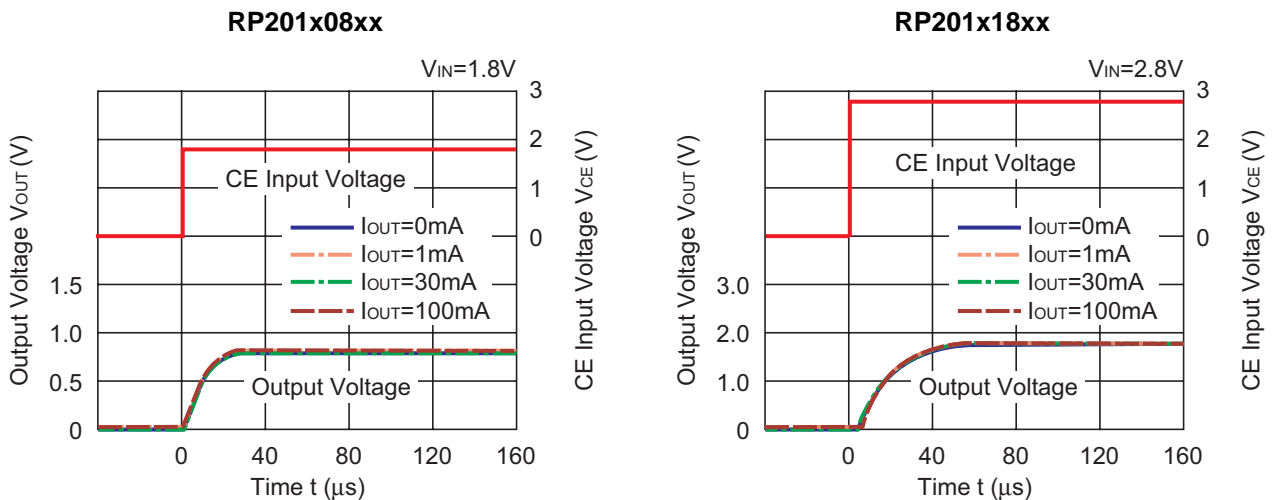 RP201x08xx
VIN=1.8V
Output Voltage VOUT (V)
CE Input Voltage VCE (V)
3
2
1
0
CE Input Voltage
IOUT=0mA
IOUT=1mA
IOUT=30mA
IOUT=100mA
1.5
1.0
0.5
0
Output Voltage
0 40 80 120 160
Time t (μs)
RP201x18xx
VIN=2.8V
Output Voltage VOUT (V)
CE Input Voltage VCE (V)
3
2
1
0
CE Input Voltage
IOUT=0mA
IOUT=1mA
IOUT=30mA
IOUT=100mA
3.0
2.0
1.0
0
Output Voltage
0 40 80 120 160
Time t (μs)